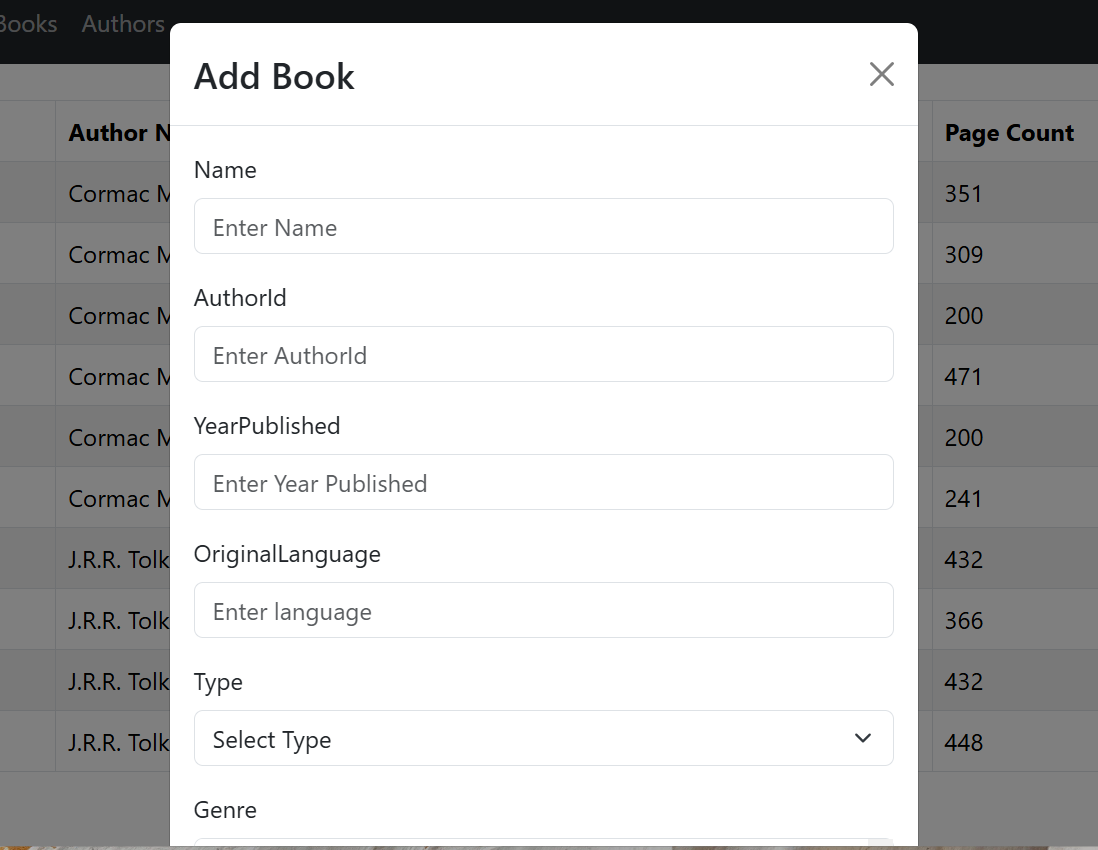 Books Authors
Add Book
Author N
Page Count
Name
Cormac M
351
Enter Name
Cormac M
309
AuthorId
Cormac M
200
Enter AuthorId
Cormac M
471
YearPublished
Cormac M
200
Enter Year Published
Cormac M
241
OriginalLanguage
J.R.R. Tolk
432
Enter language
J.R.R. Tolk
366
Type
J.R.R. Tolk
432
Select Type
J.R.R. Tolk
448
Genre